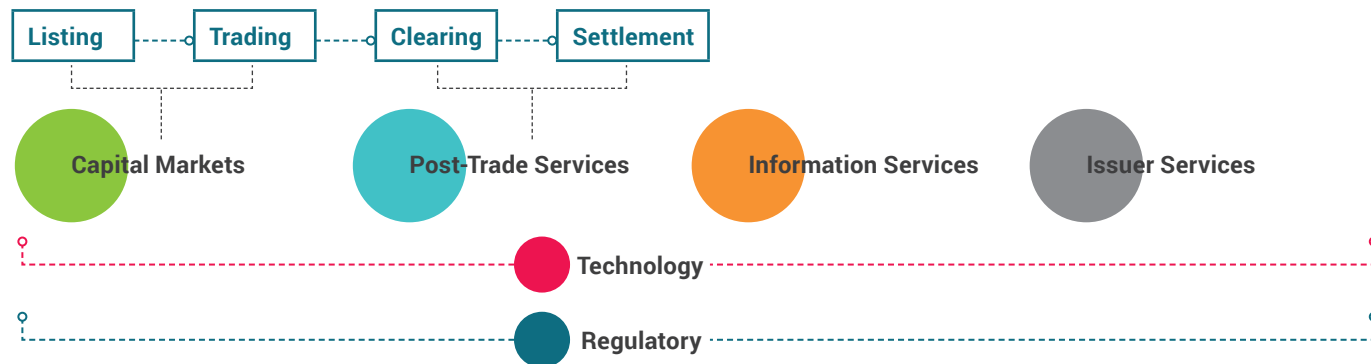 Listing Trading Clearing Settlement
Capital Markets Post-Trade Services Information Services Issuer Services
Technology
Regulatory